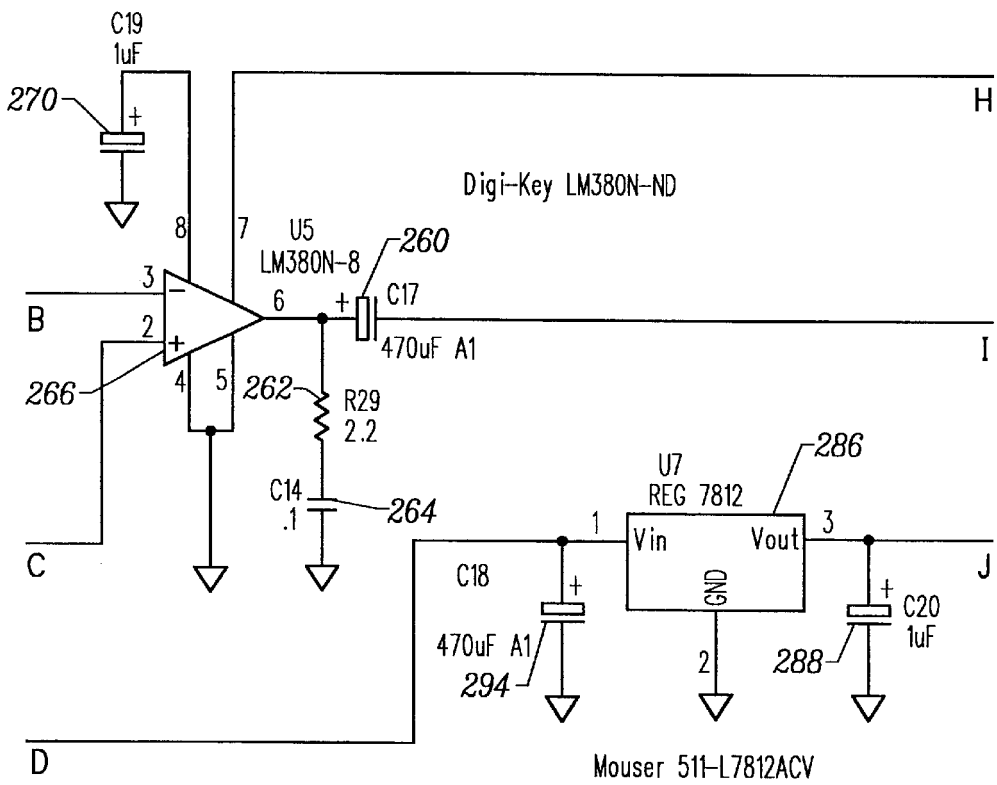 C19
1uF
270
+
H
Digi-Key LM380N-ND
8
7
U5
LM380N-8
260
3
−
6
+
C17
B
2
+
470uF A1
I
266
4
5
262
R29
2.2
286
U7
REG 7812
C14
.1
264
1
Vin
Vout
3
C
C18
+
GND
+
J
C20
1uF
470uF A1
294
2
288
D
Mouser 511-L7812ACV